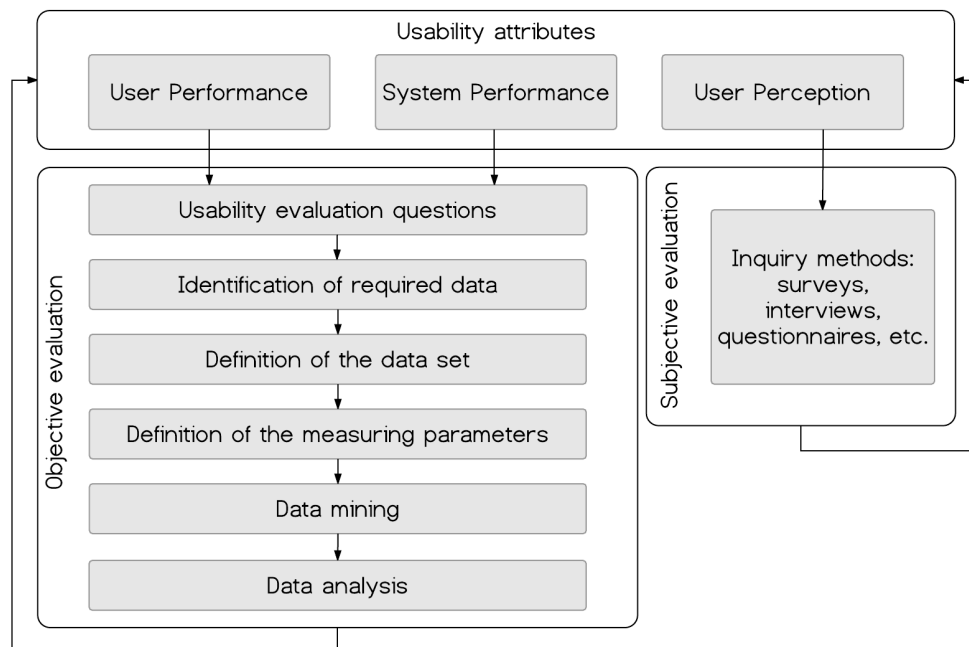 Usability attributes
User Performance
System Performance
User Perception
Objective evaluation
Usability evaluation questions
Identification of required data
Definition of the data set
Definition of the measuring parameters
Data mining
Data analysis
Subjective evaluation
Inquiry methods:
surveys,
interviews,
questionnaires, etc.